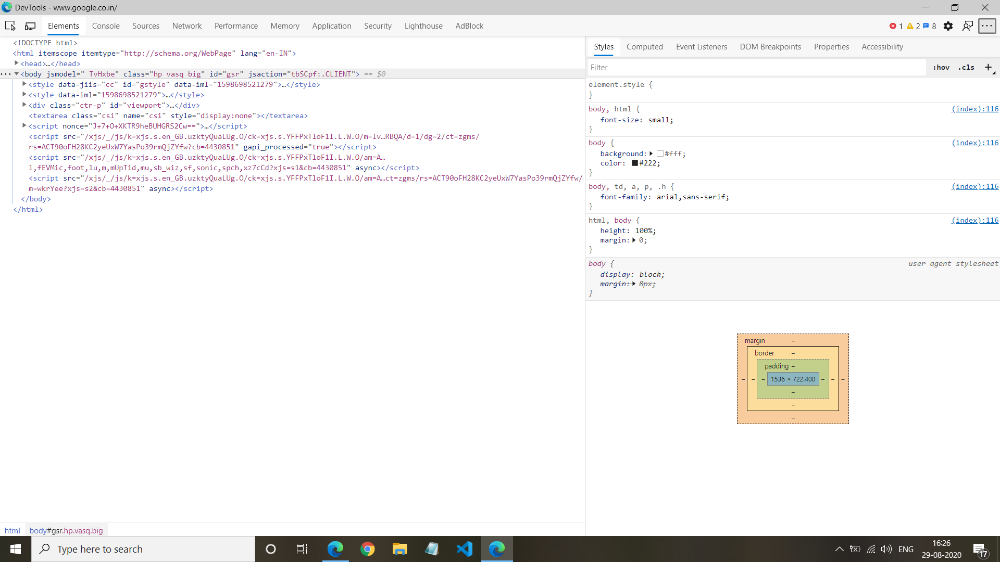 DevTools - www.google.co.in/
Elements Console Sources Network Performance Memory Application Security Lighthouse AdBlock 1 2 8
<!DOCTYPE html>
<html itemscope itemtype="http://schema.org/WebPage" lang="en-IN">
<head>…</head>
<body jsmodel=" TvHxbe" class="hp vasq big" id="gsr" jsaction="tbSCpf:.CLIENT"> == $0
<style data-jiis="cc" id="gstyle" data-iml="1598698521279">…</style>
<style data-iml="1598698521279">…</style>
<div class="ctr-p" id="viewport">…</div>
<textarea class="csi" name="csi" style="display:none"></textarea>
<script nonce="J+7+O+XKTR9heBUHGRS2Cw==">…</script>
<script src="/xjs/_/js/k=xjs.s.en_GB.uzktyQuaLUg.O/ck=xjs.s.YFFPxTloF1I.L.W.O/m=Iv…RBQA/d=1/dg=2/ct=zgms/
rs=ACT90oFH28KC2yeUxW7YasPo39rmQjZYfw?cb=4430851" gapi_processed="true"></script>
<script src="/xjs/_/js/k=xjs.s.en_GB.uzktyQuaLUg.O/ck=xjs.s.YFFPxTloF1I.L.W.O/am=A…
l,fEVMic,foot,lu,m,mUpTid,mu,sb_wiz,sf,sonic,spch,xz7cCd?xjs=s1&cb=4430851" async></script>
<script src="/xjs/_/js/k=xjs.s.en_GB.uzktyQuaLUg.O/ck=xjs.s.YFFPxTloF1I.L.W.O/am=A…ct=zgms/rs=ACT90oFH28KC2yeUxW7YasPo39rmQjZYfw/
m=wkrYee?xjs=s2&cb=4430851" async></script>
</body>
</html>
html body#gsr.hp.vasq.big
Styles Computed Event Listeners DOM Breakpoints Properties Accessibility
Filter :hov .cls +
element.style {
}
body, html { (index):116
font-size: small;
}
body { (index):116
background: #fff;
color: #222;
}
body, td, a, p, .h { (index):116
font-family: arial,sans-serif;
}
html, body { (index):116
height: 100%;
margin: 0;
}
body { user agent stylesheet
display: block;
margin: 8px;
}
margin –
border –
padding –
– – – 1536 × 722.400 – – –
–
–
–
Type here to search
ENG
16:26
29-08-2020
17